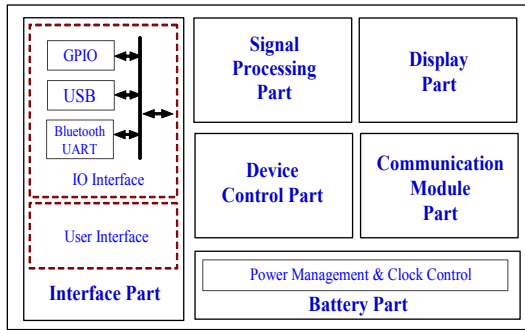 GPIO
USB
Bluetooth
UART
IO Interface
User Interface
Interface Part
Signal
Processing
Part
Display
Part
Device
Control Part
Communication
Module
Part
Power Management & Clock Control
Battery Part